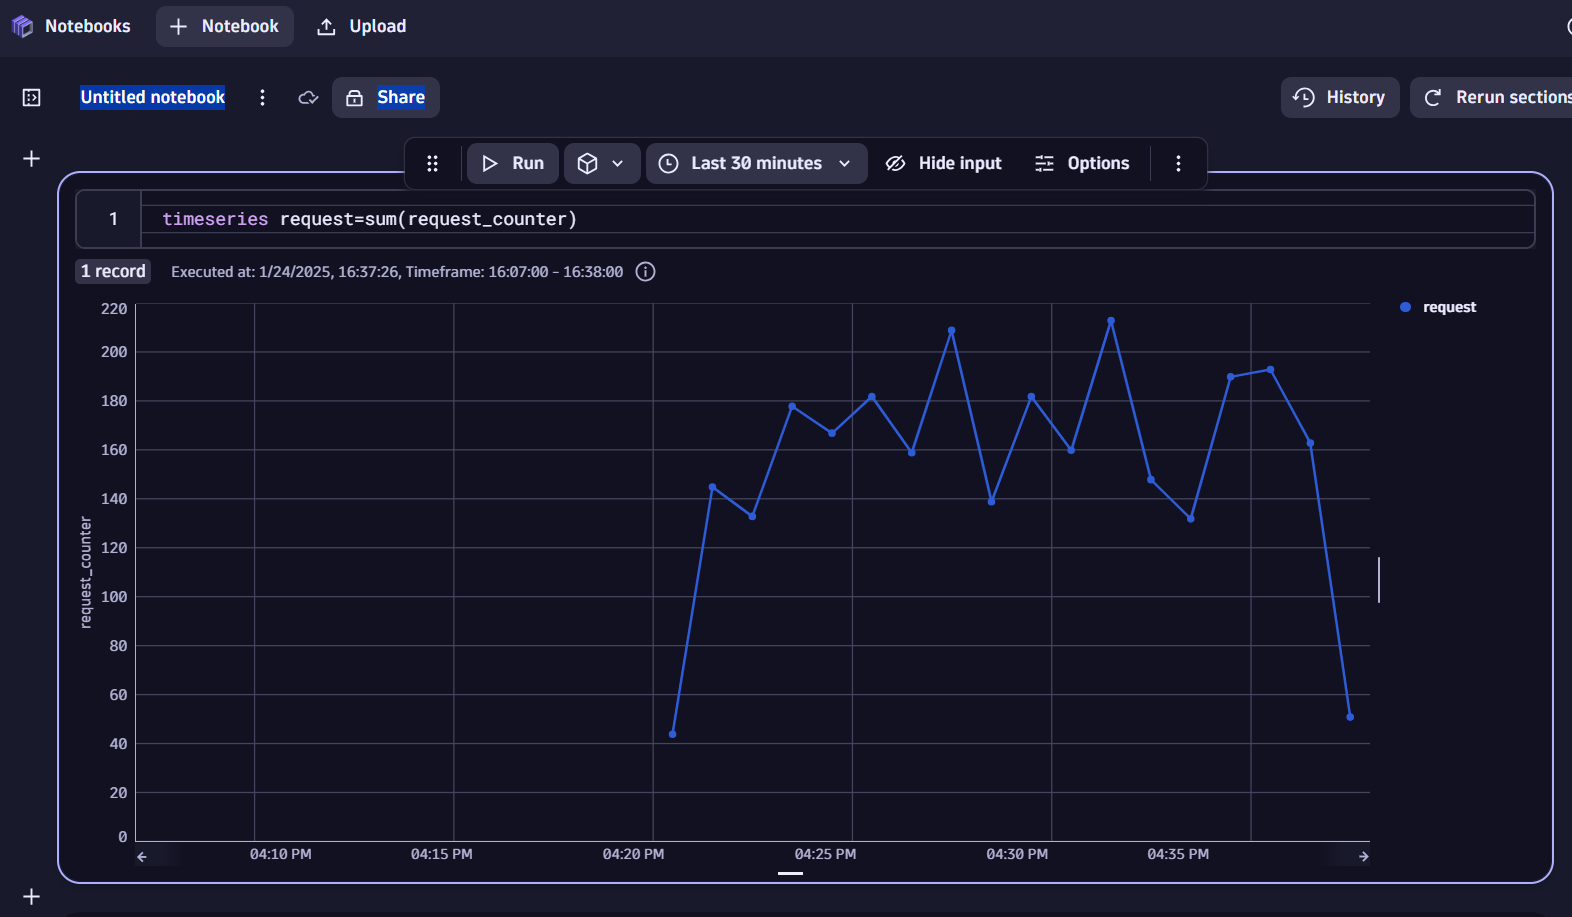 Notebooks
Notebook
Upload
Untitled notebook
Share
History
Rerun sections
Run
Last 30 minutes
Hide input
Options
1
timeseries request=sum(request_counter)
1 record
Executed at: 1/24/2025, 16:37:26, Timeframe: 16:07:00 - 16:38:00
220
200
180
160
140
120
100
80
60
40
20
0
request_counter
request
04:10 PM
04:15 PM
04:20 PM
04:25 PM
04:30 PM
04:35 PM